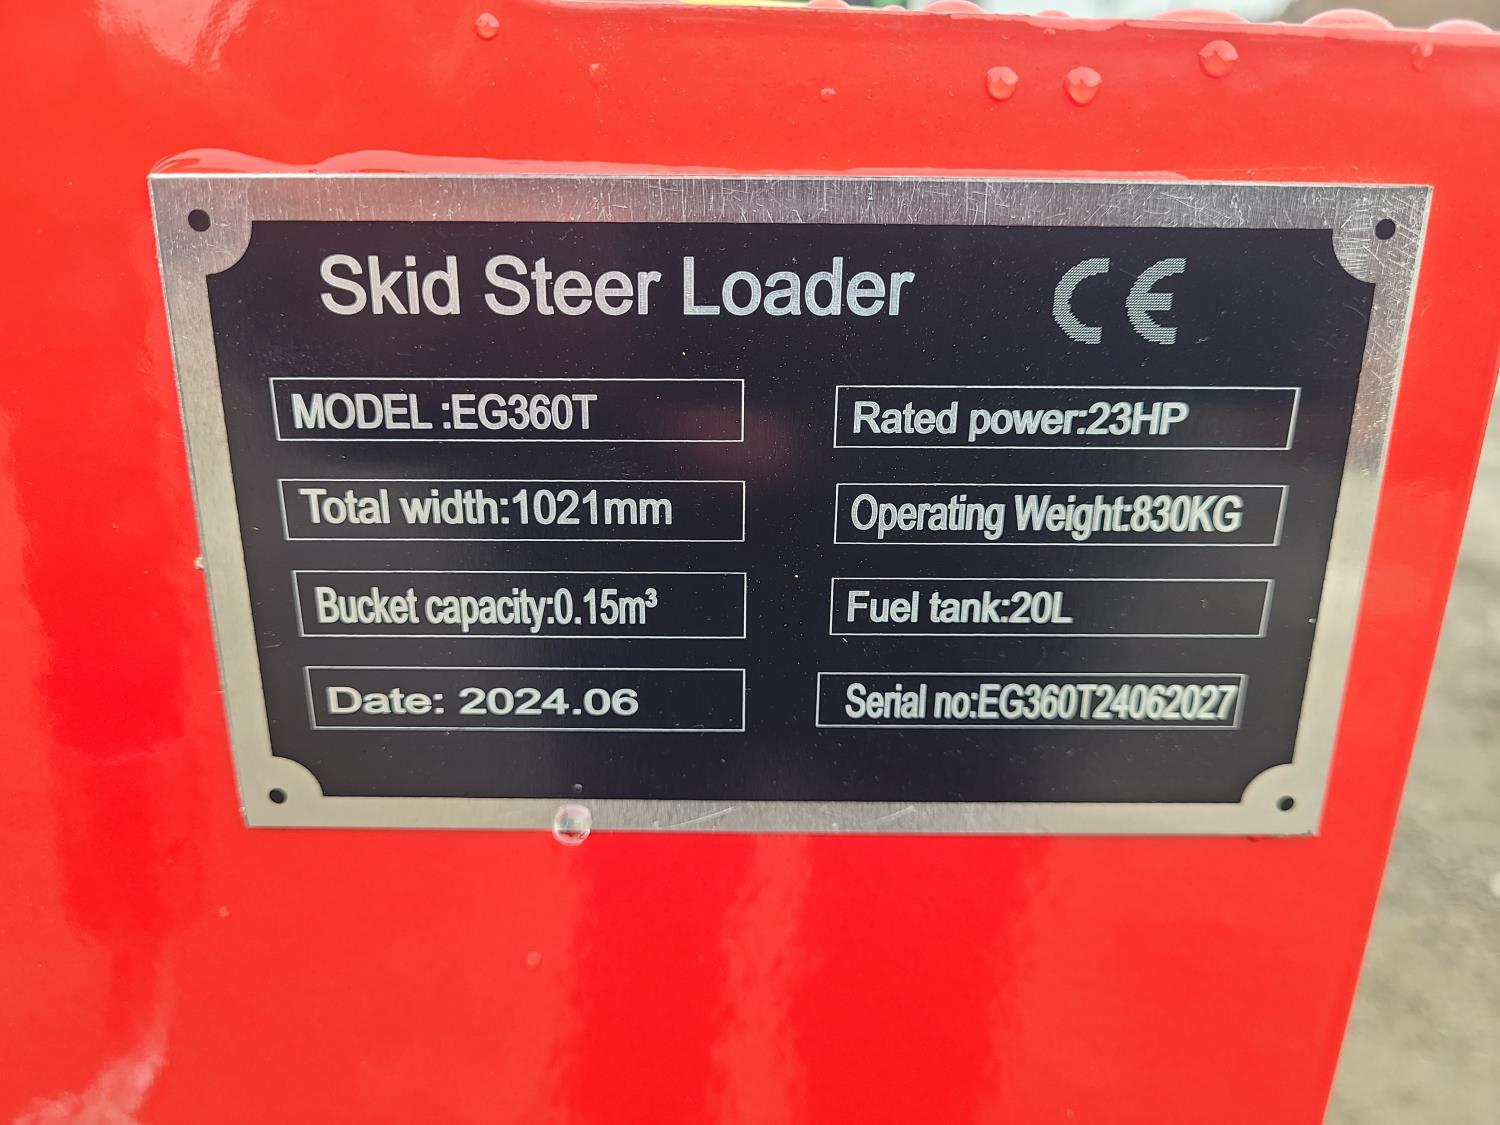 Skid Steer Loader CE
MODEL :EG360T
Rated power:23HP
Total width:1021mm
Operating Weight:830KG
Bucket capacity:0.15m³
Fuel tank:20L
Date: 2024.06
Serial no:EG360T24062027